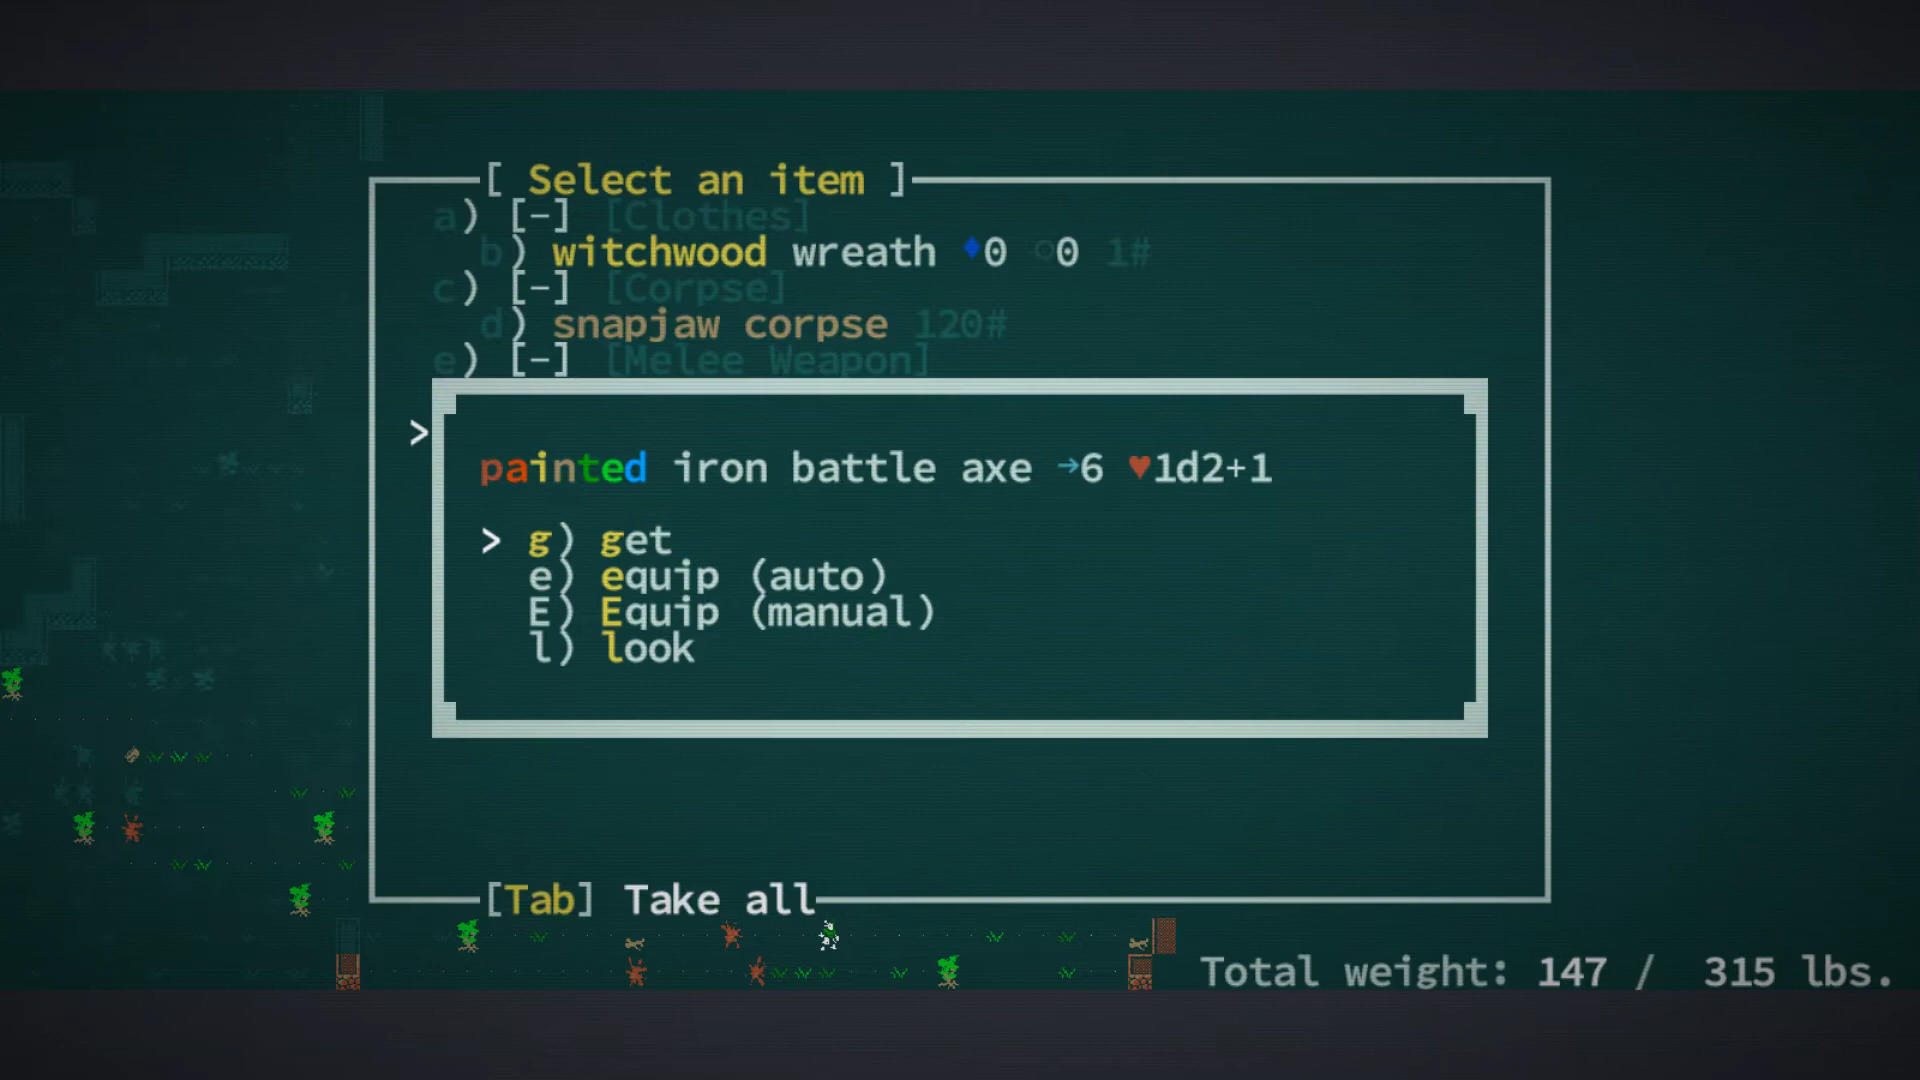 [ Select an item ]
a) [-] [Clothes]
b) witchwood wreath ♦0 ○0 1#
c) [-] [Corpse]
d) snapjaw corpse 120#
e) [-] [Melee Weapon]
>
painted iron battle axe →6 ♥1d2+1
> g) get
e) equip (auto)
E) Equip (manual)
l) look
[Tab] Take all
Total weight: 147 / 315 lbs.